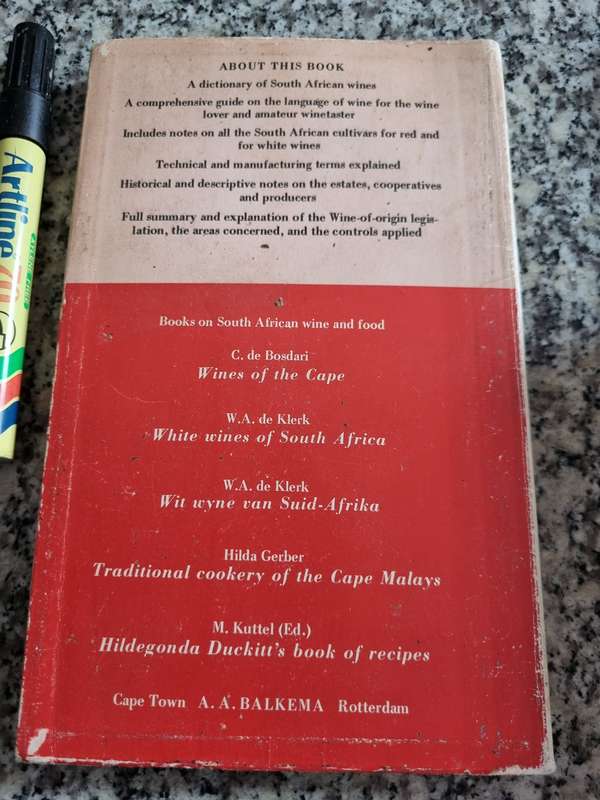 ABOUT THIS BOOK
A dictionary of South African wines
A comprehensive guide on the language of wine for the wine
lover and amateur winetaster
Includes notes on all the South African cultivars for red and
for white wines
Technical and manufacturing terms explained
Historical and descriptive notes on the estates, cooperatives
and producers
Full summary and explanation of the Wine-of-origin legis-
lation, the areas concerned, and the controls applied
Books on South African wine and food
C. de Bosdari
Wines of the Cape
W.A. de Klerk
White wines of South Africa
W.A. de Klerk
Wit wyne van Suid-Afrika
Hilda Gerber
Traditional cookery of the Cape Malays
M. Kuttel (Ed.)
Hildegonda Duckitt's book of recipes
Cape Town A. A. BALKEMA Rotterdam
Artline 70